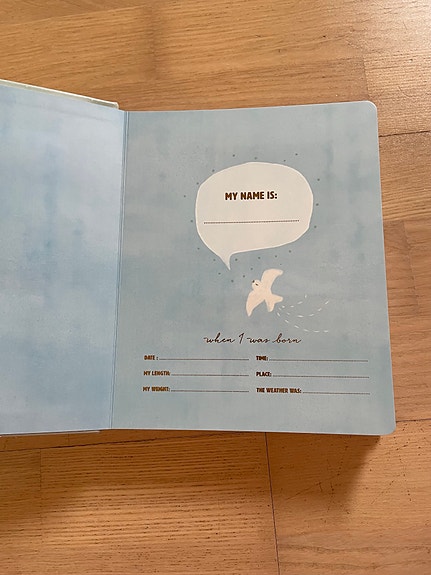 MY NAME IS:
when I was born
DATE : TIME:
MY LENGTH: PLACE:
MY WEIGHT: THE WEATHER WAS: